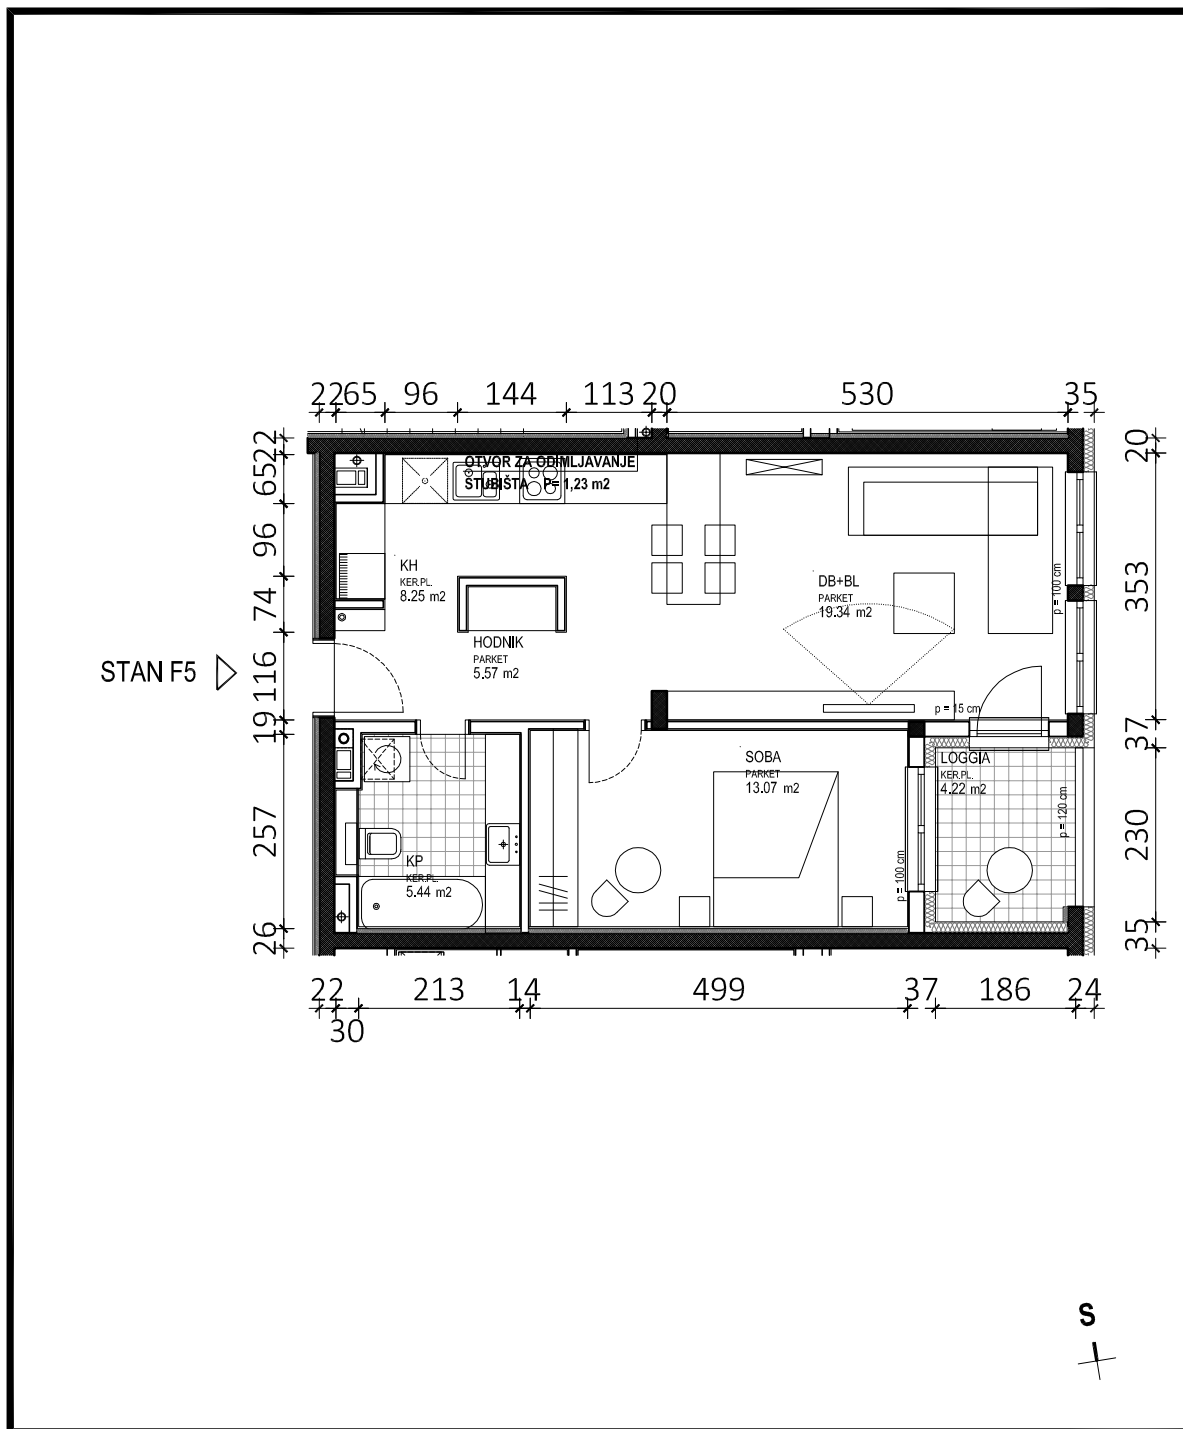 22 65 96 144 113 20 530 35
22
65
96
74
116
19
257
26
20
353
37
230
35
OTVOR ZA ODIMLJAVANJE
STUBIŠTA P= 1,23 m2
KH
KER.PL.
8.25 m2
DB+BL
PARKET
19.34 m2
p = 100 cm
HODNIK
PARKET
5.57 m2
STAN F5
p = 15 cm
SOBA
PARKET
13.07 m2
LOGGIA
KER.PL.
4.22 m2
p = 120 cm
p = 100 cm
KP
KER.PL.
5.44 m2
22 213 14 499 37 186 24
30
S